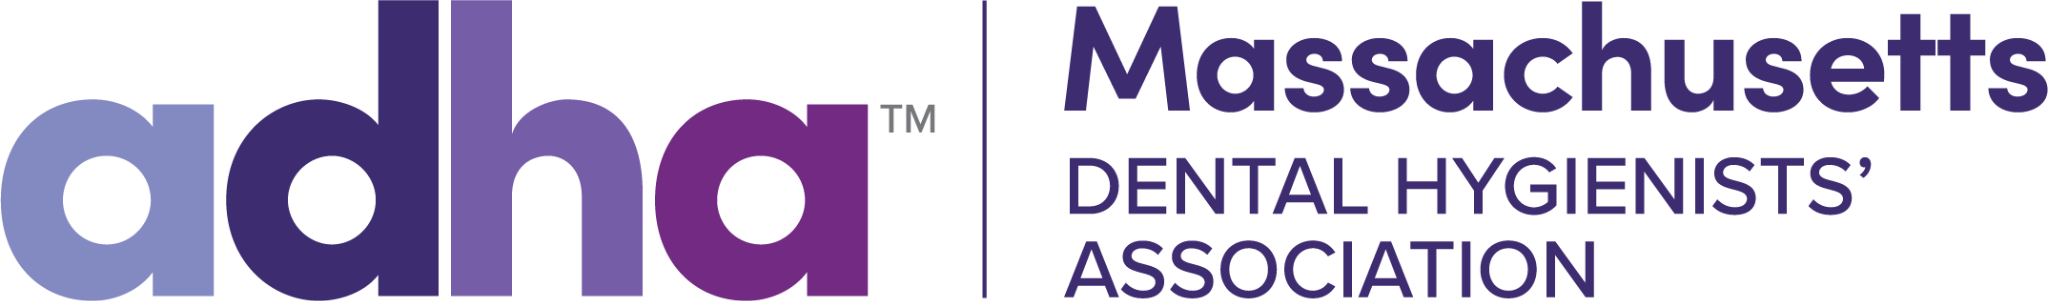 adha™
Massachusetts
DENTAL HYGIENISTS’
ASSOCIATION